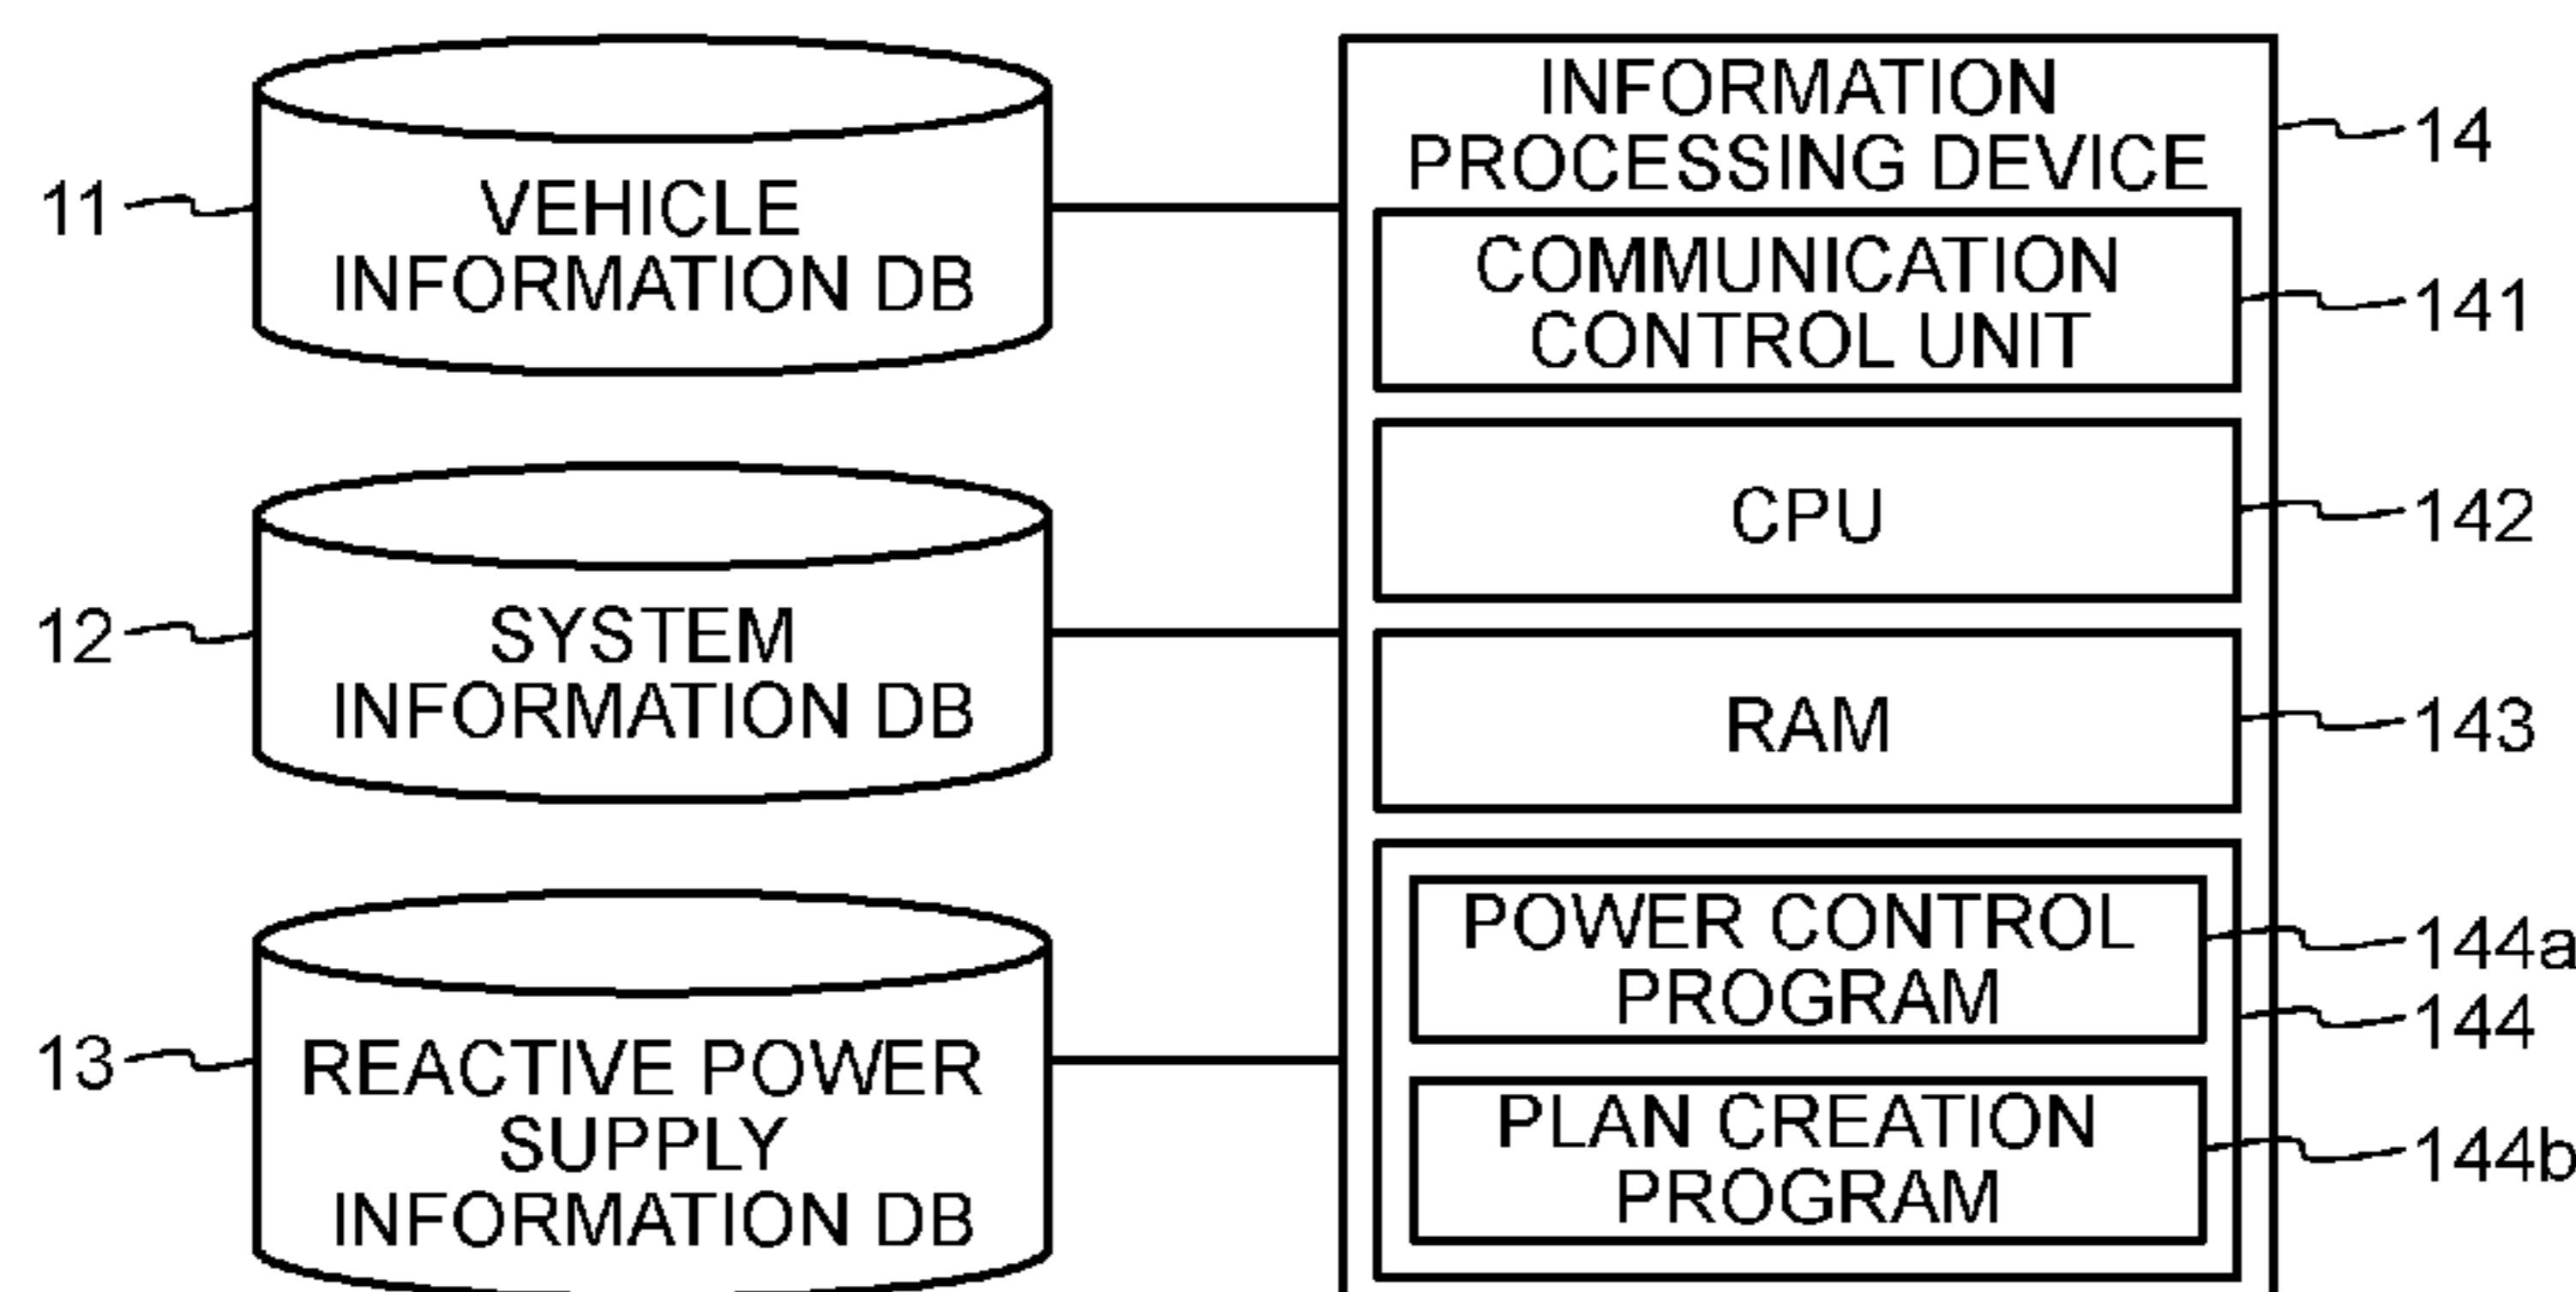 11
VEHICLE
INFORMATION DB
12
SYSTEM
INFORMATION DB
13
REACTIVE POWER
SUPPLY
INFORMATION DB
INFORMATION
PROCESSING DEVICE
14
COMMUNICATION
CONTROL UNIT
141
CPU
142
RAM
143
POWER CONTROL
PROGRAM
144a
144
PLAN CREATION
PROGRAM
144b